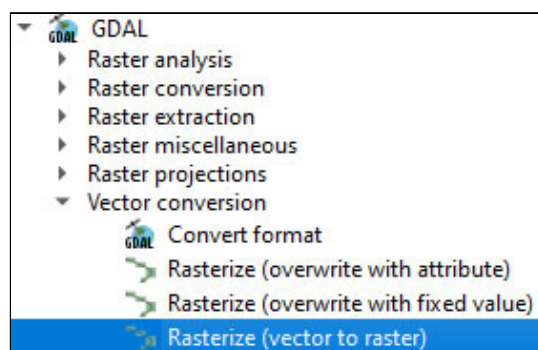 GDAL
Raster analysis
Raster conversion
Raster extraction
Raster miscellaneous
Raster projections
Vector conversion
GDAL Convert format
Rasterize (overwrite with attribute)
Rasterize (overwrite with fixed value)
Rasterize (vector to raster)